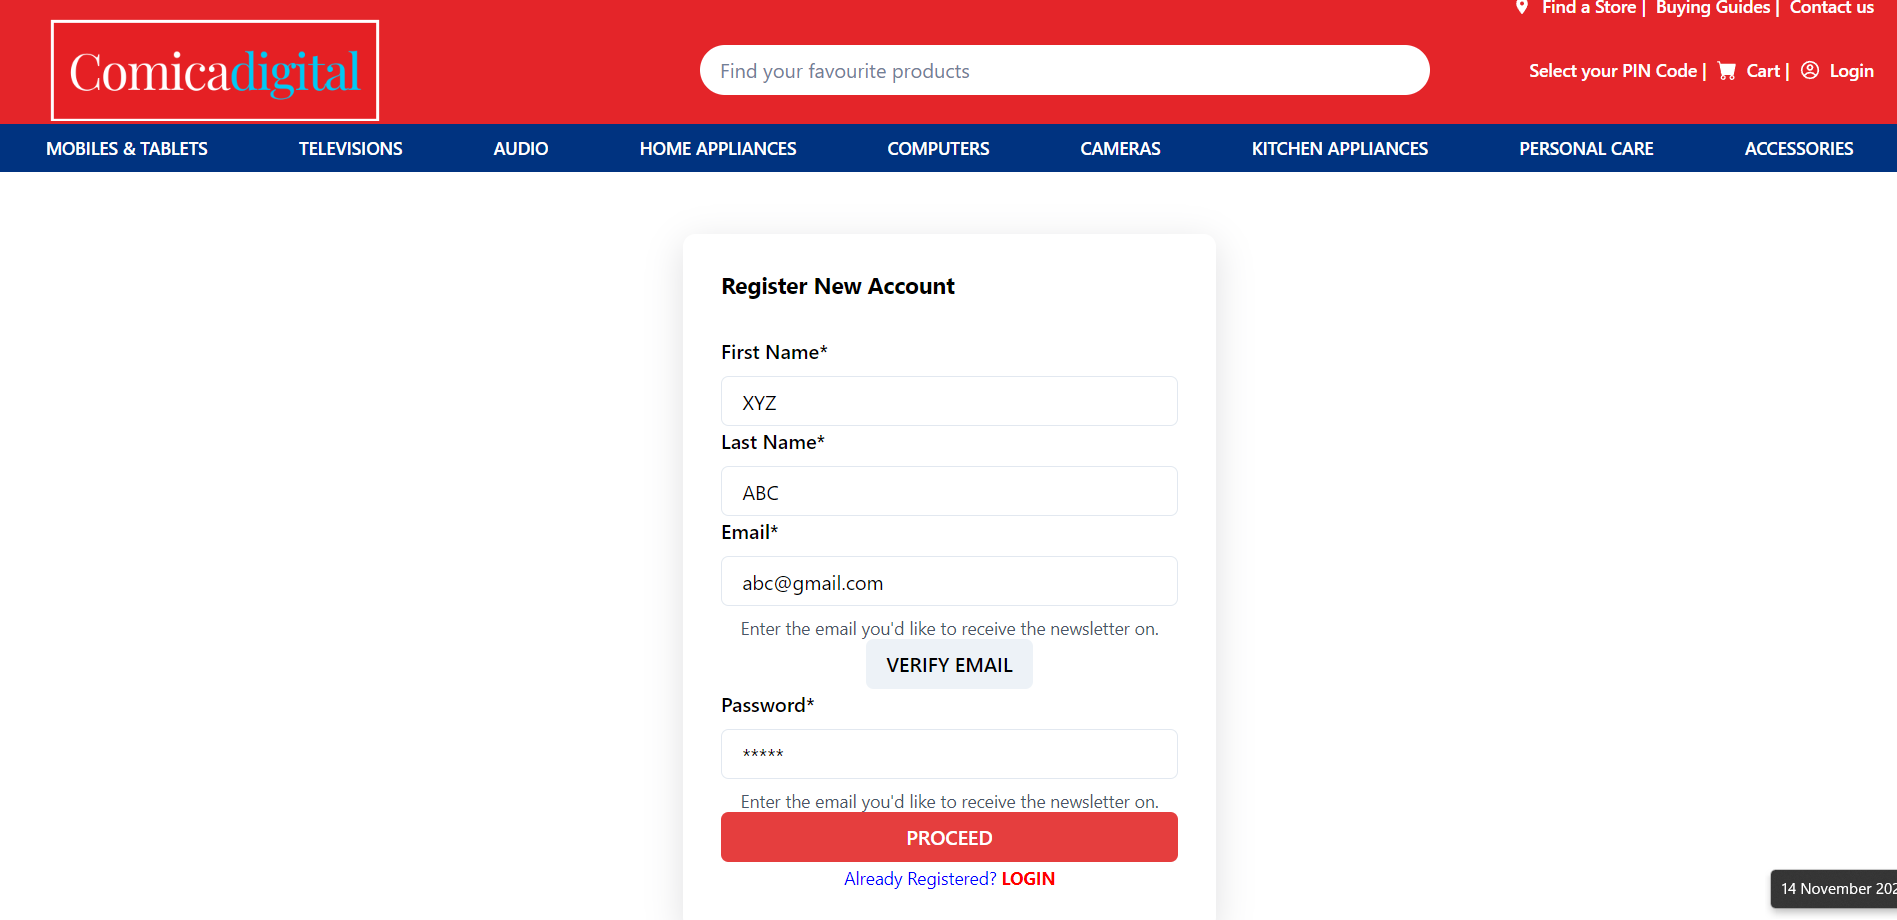 Find a Store | Buying Guides | Contact us
Comicadigital
Find your favourite products
Select your PIN Code | Cart | Login
MOBILES & TABLETS TELEVISIONS AUDIO HOME APPLIANCES COMPUTERS CAMERAS KITCHEN APPLIANCES PERSONAL CARE ACCESSORIES
Register New Account
First Name*
XYZ
Last Name*
ABC
Email*
abc@gmail.com
Enter the email you'd like to receive the newsletter on.
VERIFY EMAIL
Password*
*****
Enter the email you'd like to receive the newsletter on.
PROCEED
Already Registered? LOGIN
14 November 202